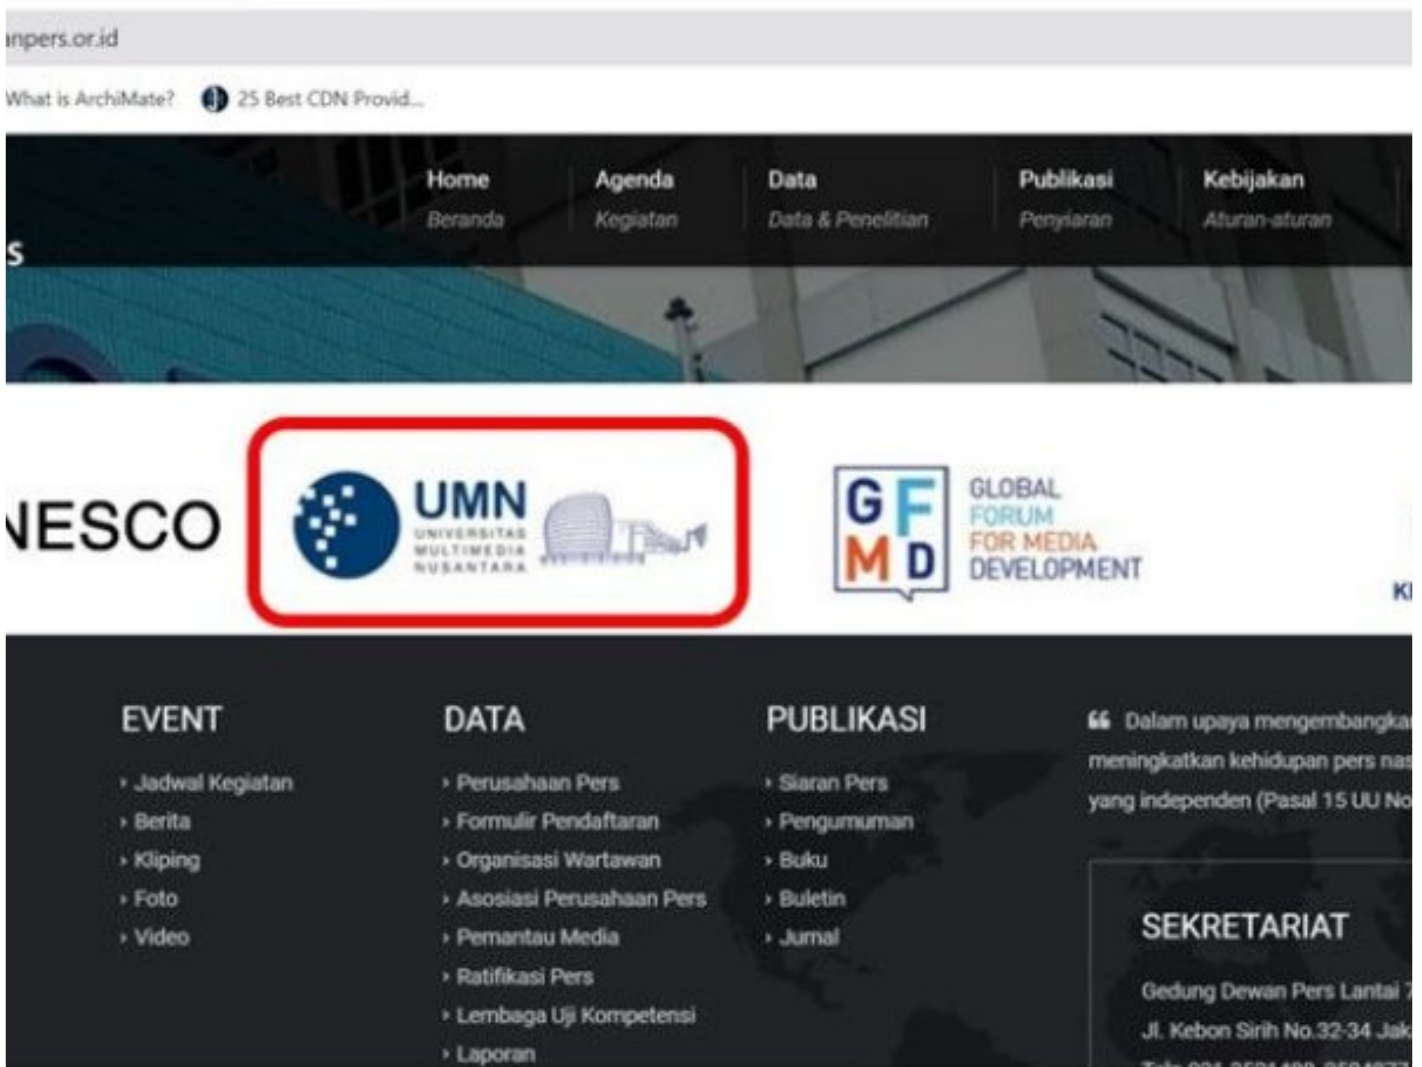 anpers.or.id
What is ArchiMate? 25 Best CDN Provid...
Home Agenda Data Publikasi Kebijakan
Beranda Kegiatan Data & Penelitian Penyiaran Aturan-aturan
s
NESCO
UMN
UNIVERSITAS
MULTIMEDIA
NUSANTARA
G F
M D
GLOBAL
FORUM
FOR MEDIA
DEVELOPMENT
EVENT
› Jadwal Kegiatan
› Berita
› Kliping
› Foto
› Video
DATA
› Perusahaan Pers
› Formulir Pendaftaran
› Organisasi Wartawan
› Asosiasi Perusahaan Pers
› Pemantau Media
› Ratifikasi Pers
› Lembaga Uji Kompetensi
› Laporan
PUBLIKASI
› Siaran Pers
› Pengumuman
› Buku
› Buletin
› Jurnal
Dalam upaya mengembangka
meningkatkan kehidupan pers nas
yang independen (Pasal 15 UU No
SEKRETARIAT
Gedung Dewan Pers Lantai 7
Jl. Kebon Sirih No.32-34 Jak